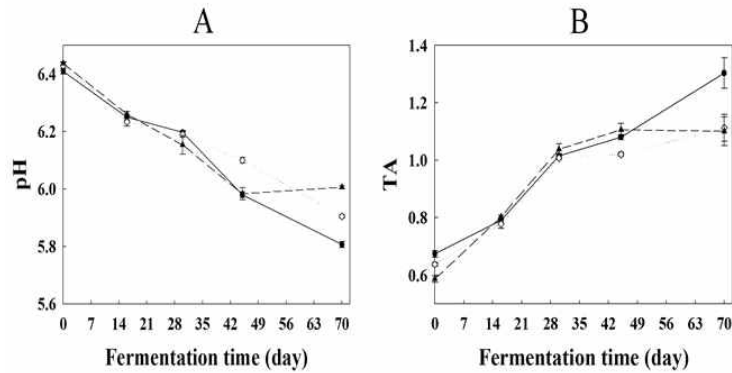 A
B
pH
6.4
6.2
6.0
5.8
5.6
0 7 14 21 28 35 42 49 56 63 70
Fermentation time (day)
TA
1.4
1.2
1.0
0.8
0.6
0 7 14 21 28 35 42 49 56 63 70
Fermentation time (day)